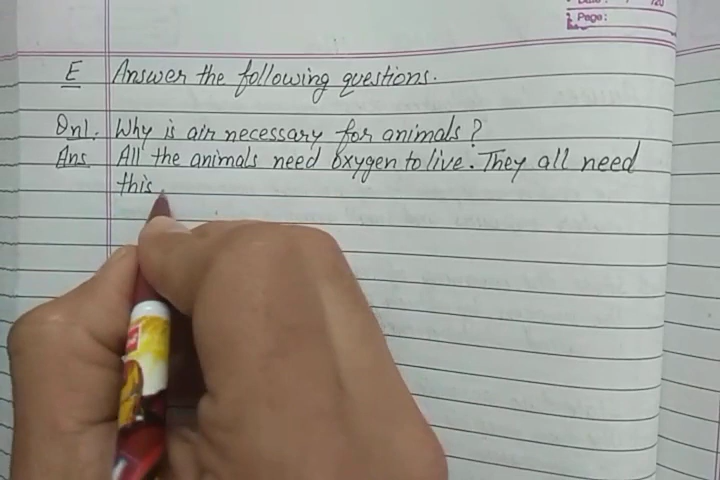 Page:
E Answer the following questions.
Qn1. Why is air necessary for animals?
Ans All the animals need oxygen to live. They all need
this